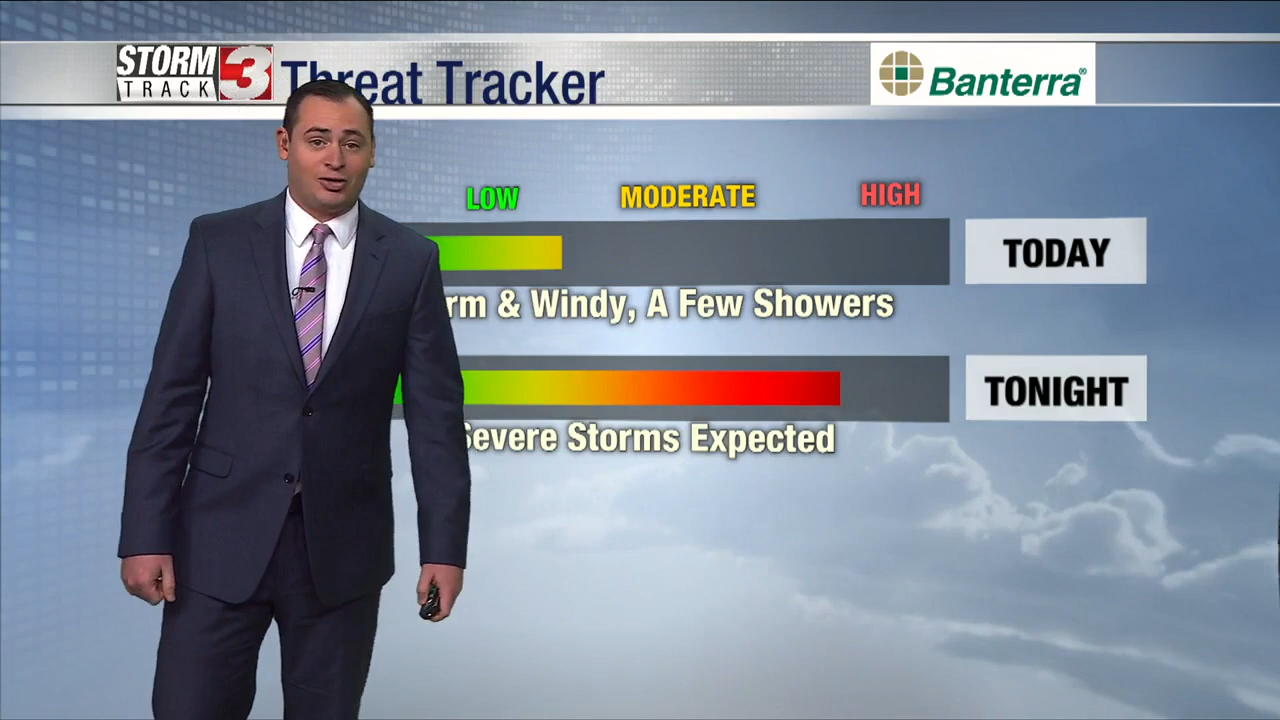 STORM
TRACK
3
Threat Tracker
Banterra®
LOW
MODERATE
HIGH
TODAY
rm & Windy, A Few Showers
TONIGHT
Severe Storms Expected